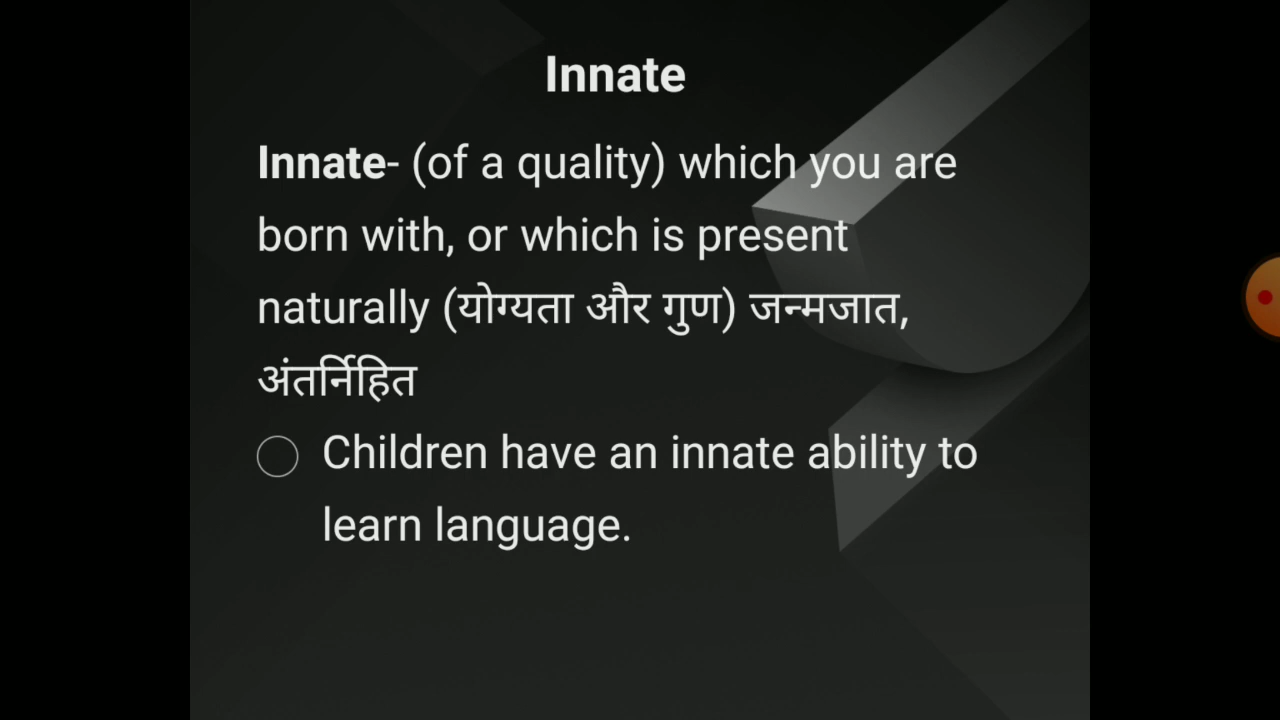 Innate
Innate- (of a quality) which you are
born with, or which is present
naturally (योग्यता और गुण) जन्मजात,
अंतर्निहित
Children have an innate ability to
learn language.